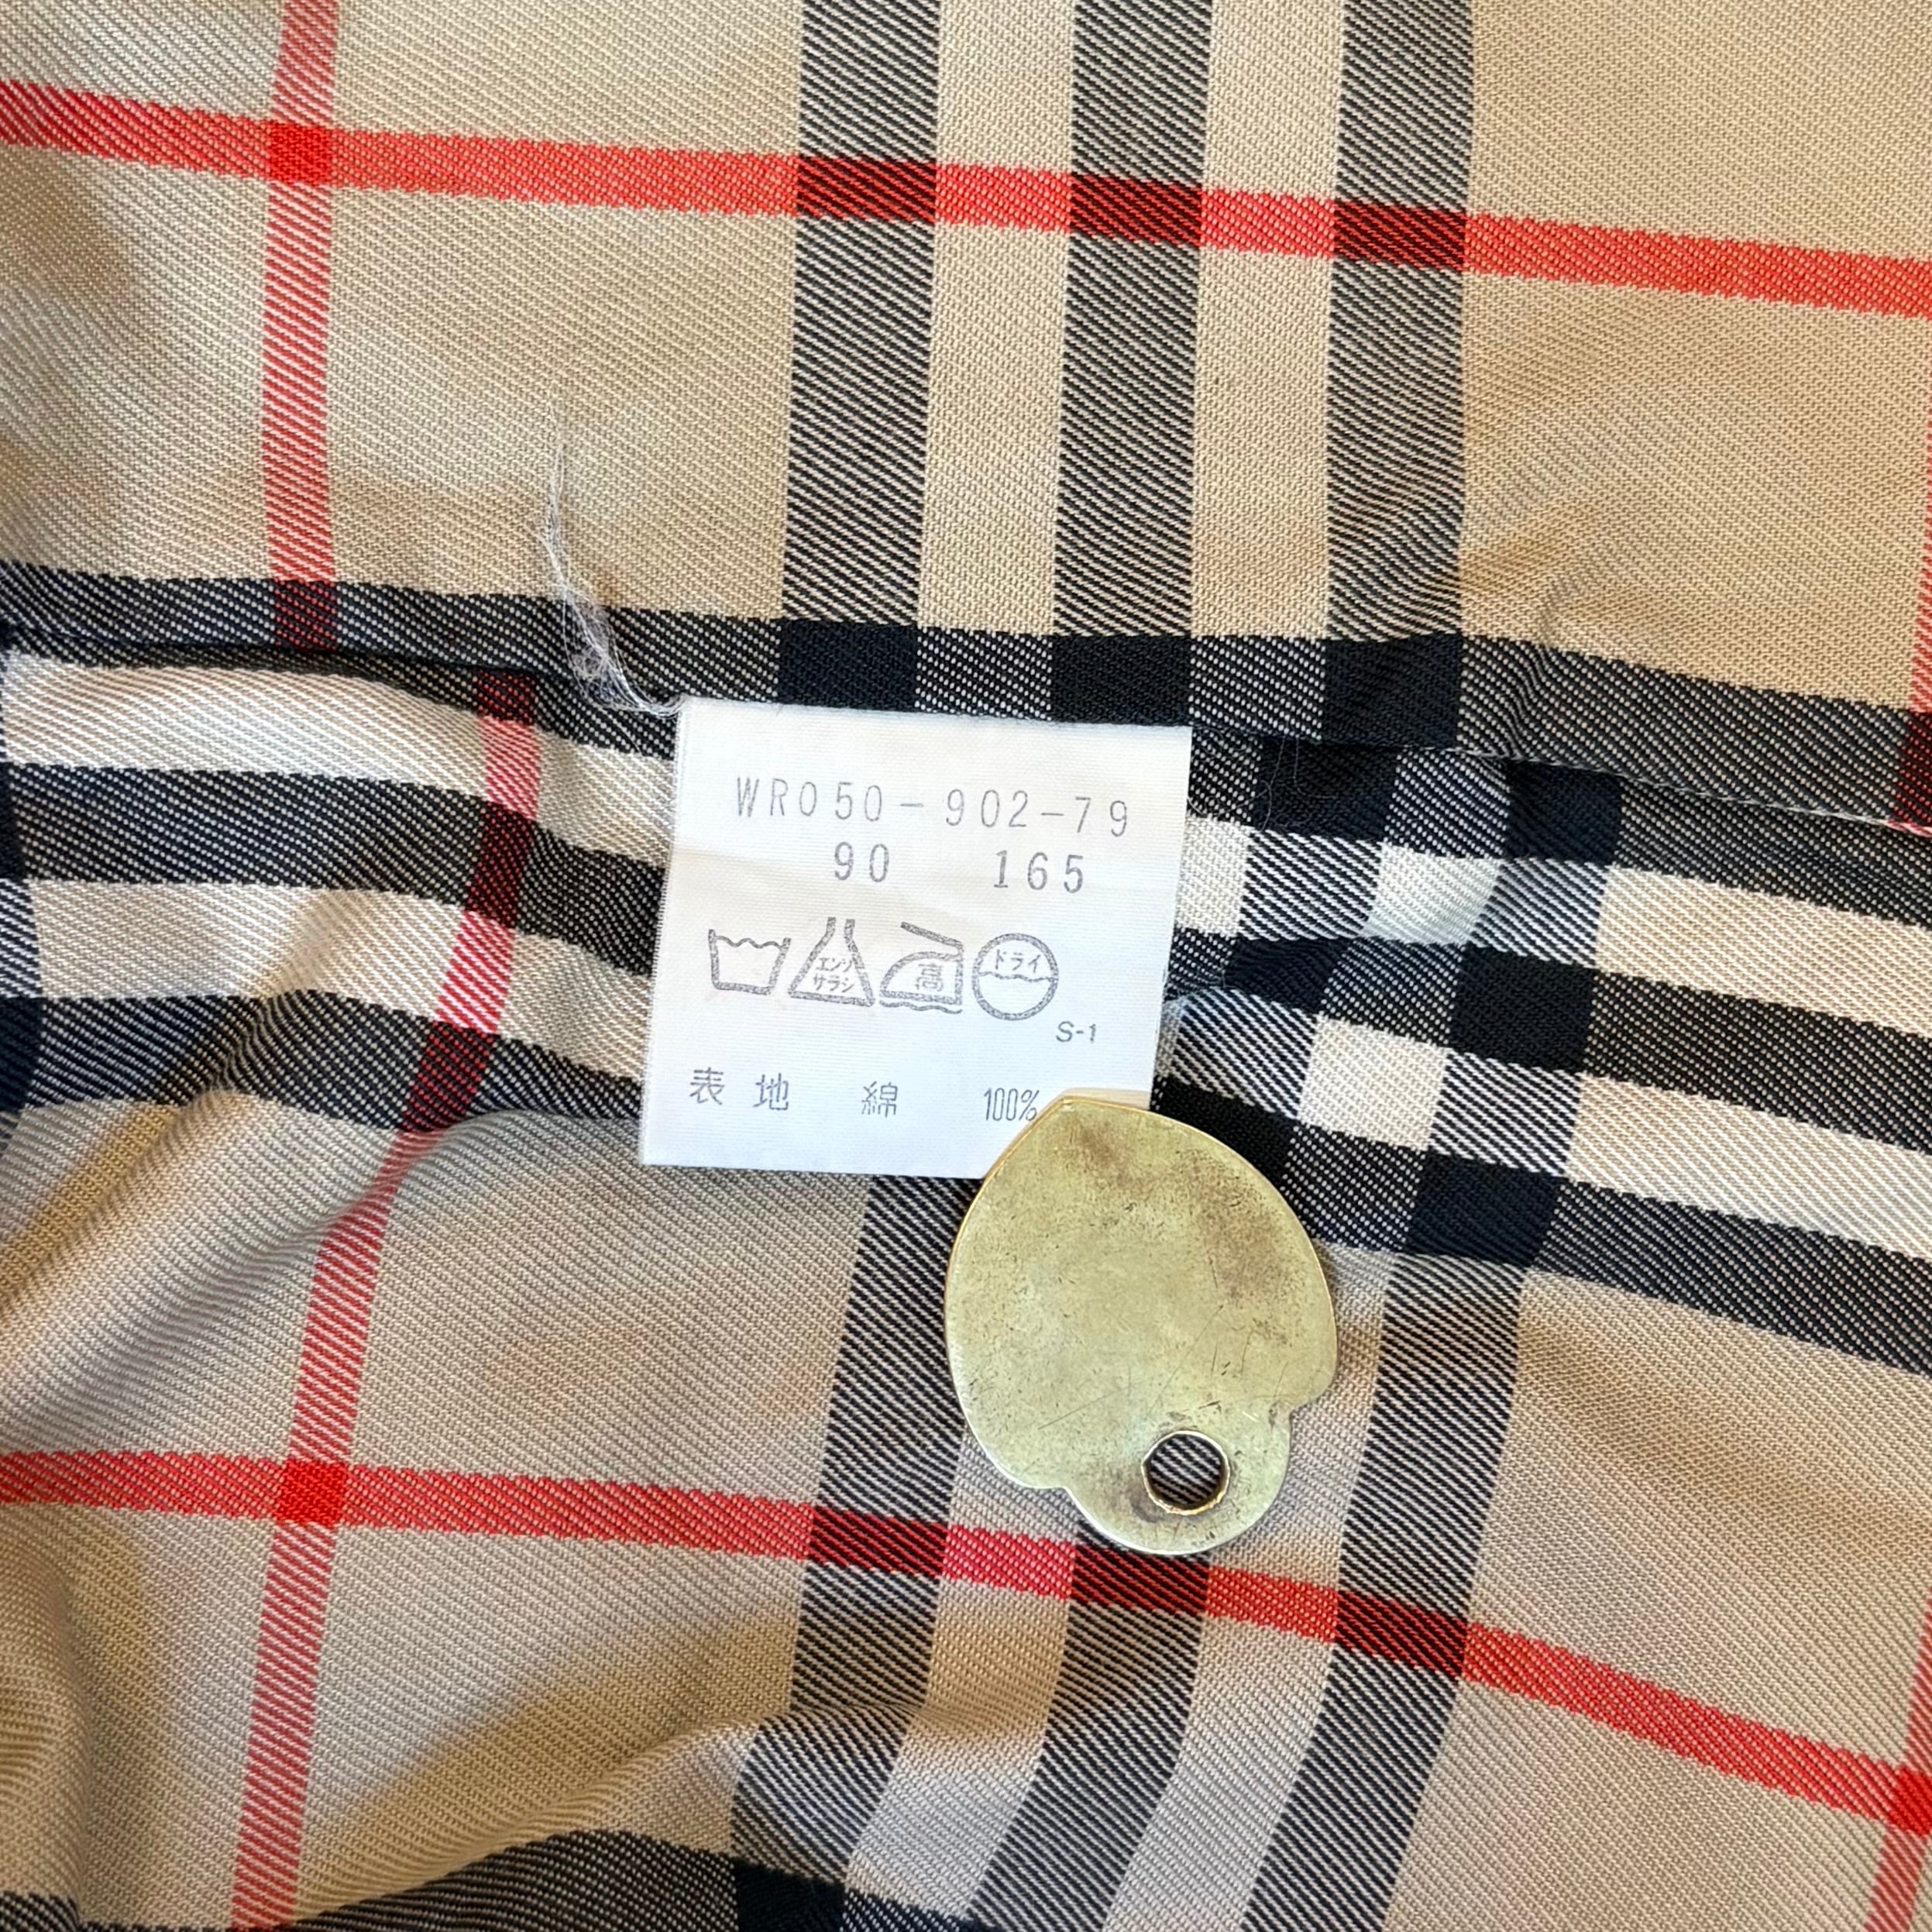 WR050-902-79
90 165
エンソ
サラシ
高
ドライ
S-1
表地 綿 100%